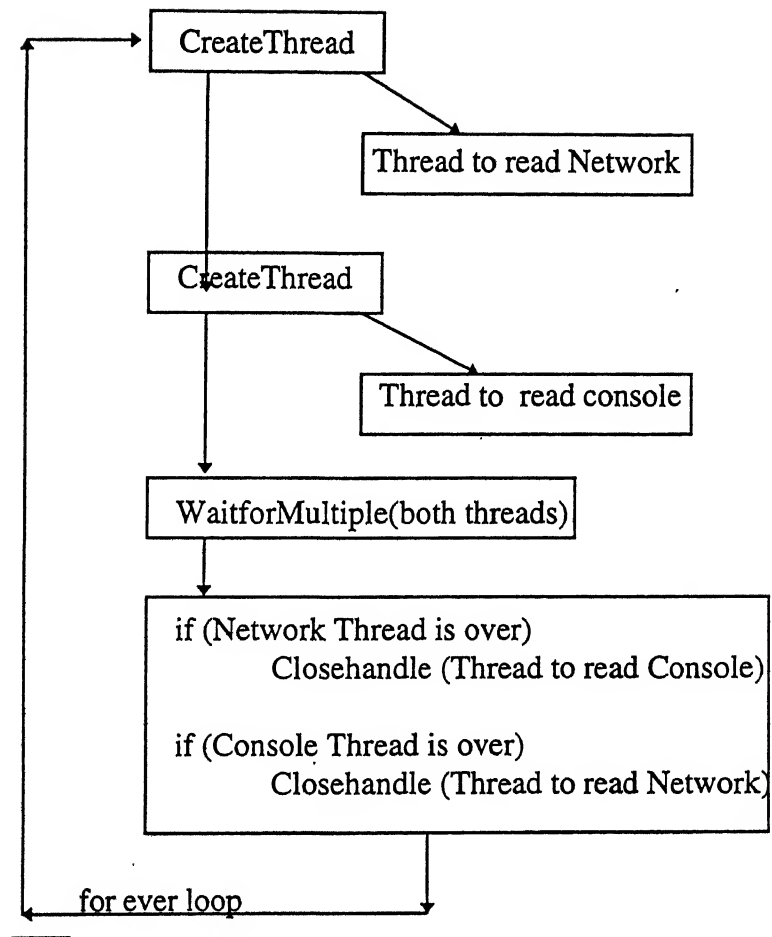 CreateThread
Thread to read Network
CreateThread
Thread to read console
WaitforMultiple(both threads)
if (Network Thread is over)
Closehandle (Thread to read Console)
if (Console Thread is over)
Closehandle (Thread to read Network)
for ever loop